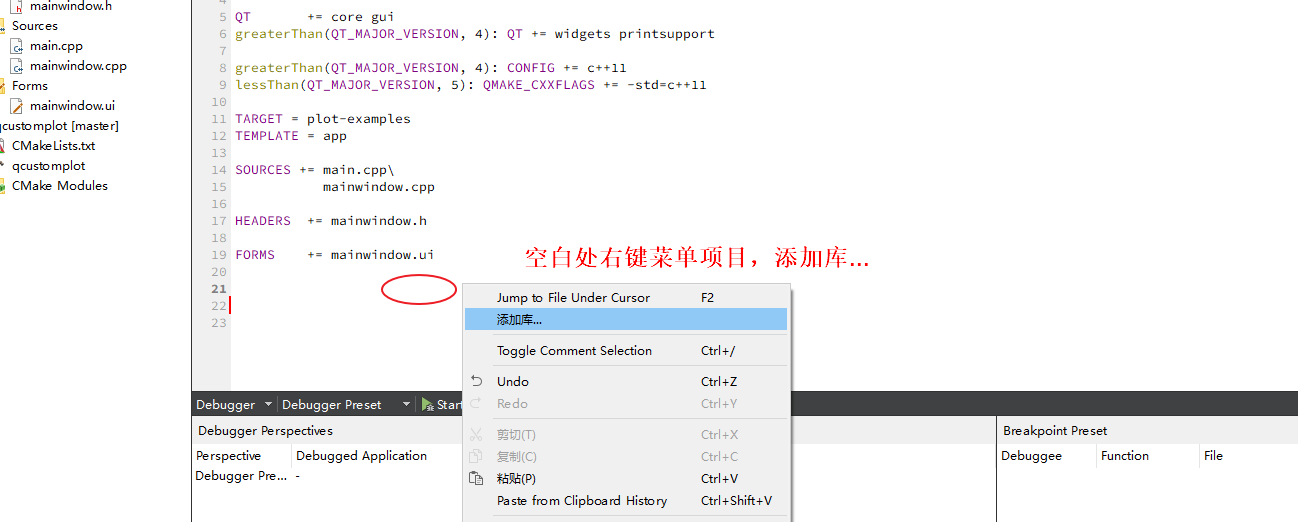 mainwindow.h
Sources
main.cpp
mainwindow.cpp
Forms
mainwindow.ui
qcustomplot [master]
CMakeLists.txt
qcustomplot
CMake Modules
4
5 QT += core gui
6 greaterThan(QT_MAJOR_VERSION, 4): QT += widgets printsupport
7
8 greaterThan(QT_MAJOR_VERSION, 4): CONFIG += c++11
9 lessThan(QT_MAJOR_VERSION, 5): QMAKE_CXXFLAGS += -std=c++11
10
11 TARGET = plot-examples
12 TEMPLATE = app
13
14 SOURCES += main.cpp\
15 mainwindow.cpp
16
17 HEADERS += mainwindow.h
18
19 FORMS += mainwindow.ui
20
21
22
23
空白处右键菜单项目，添加库...
Jump to File Under Cursor F2
添加库...
Toggle Comment Selection Ctrl+/
Undo Ctrl+Z
Redo Ctrl+Y
剪切(T) Ctrl+X
复制(C) Ctrl+C
粘贴(P) Ctrl+V
Paste from Clipboard History Ctrl+Shift+V
Debugger Debugger Preset Start
Debugger Perspectives
Perspective Debugged Application
Debugger Pre... -
Breakpoint Preset
Debuggee Function File